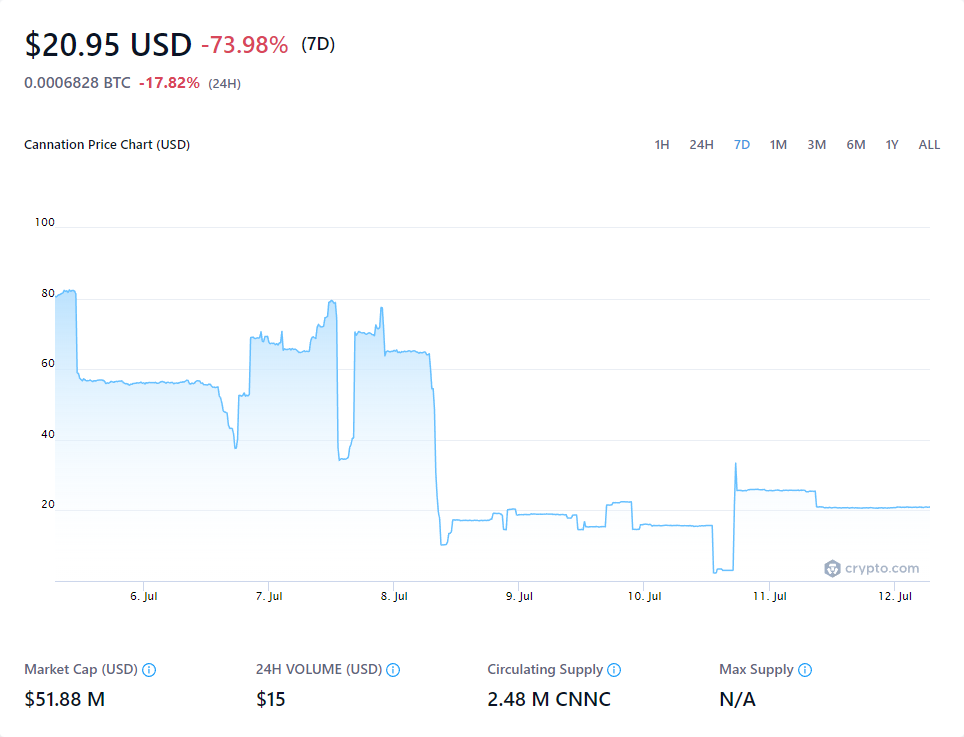 $20.95 USD -73.98% (7D)
0.0006828 BTC -17.82% (24H)
Cannation Price Chart (USD) 1H 24H 7D 1M 3M 6M 1Y ALL
100
80
60
40
20
crypto.com
6. Jul 7. Jul 8. Jul 9. Jul 10. Jul 11. Jul 12. Jul
Market Cap (USD) 24H VOLUME (USD) Circulating Supply Max Supply
$51.88 M $15 2.48 M CNNC N/A